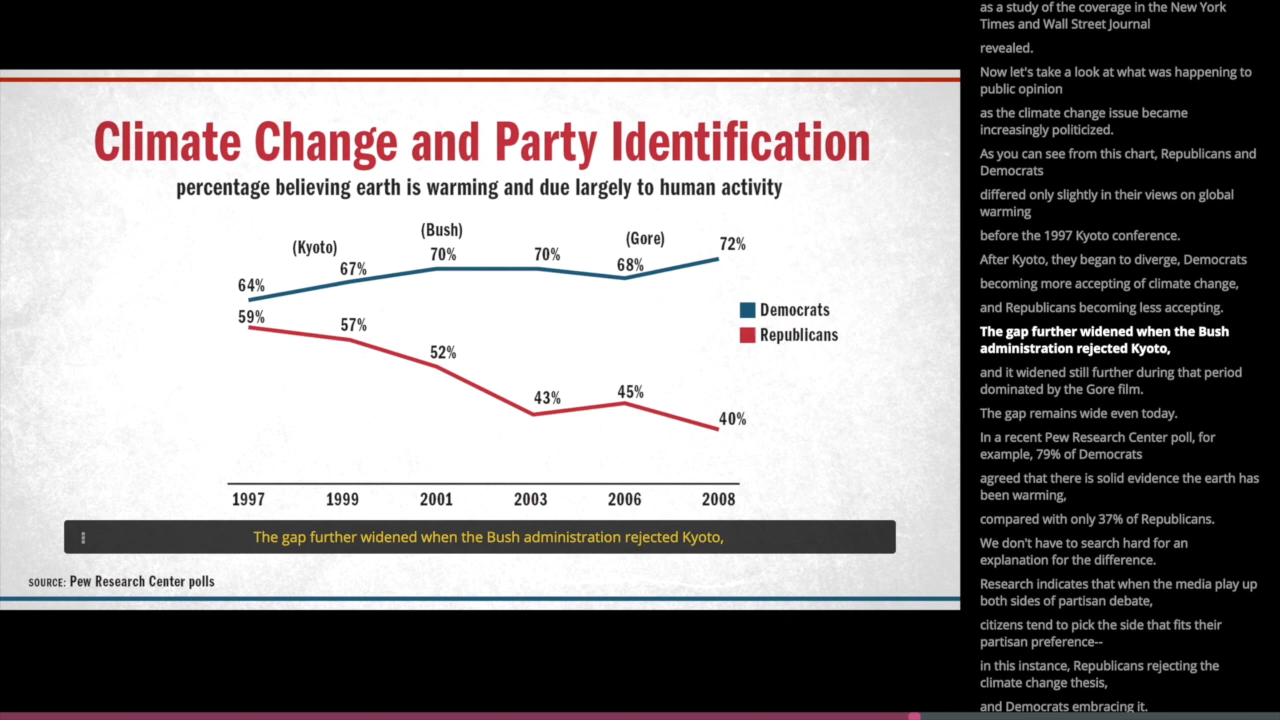 Climate Change and Party Identification
percentage believing earth is warming and due largely to human activity
(Kyoto)
(Bush)
(Gore)
64%
67%
70%
70%
68%
72%
59%
57%
52%
43%
45%
40%
Democrats
Republicans
1997 1999 2001 2003 2006 2008
The gap further widened when the Bush administration rejected Kyoto,
SOURCE: Pew Research Center polls
as a study of the coverage in the New York
Times and Wall Street Journal
revealed.
Now let's take a look at what was happening to
public opinion
as the climate change issue became
increasingly politicized.
As you can see from this chart, Republicans and
Democrats
differed only slightly in their views on global
warming
before the 1997 Kyoto conference.
After Kyoto, they began to diverge, Democrats
becoming more accepting of climate change,
and Republicans becoming less accepting.
The gap further widened when the Bush
administration rejected Kyoto,
and it widened still further during that period
dominated by the Gore film.
The gap remains wide even today.
In a recent Pew Research Center poll, for
example, 79% of Democrats
agreed that there is solid evidence the earth has
been warming,
compared with only 37% of Republicans.
We don't have to search hard for an
explanation for the difference.
Research indicates that when the media play up
both sides of partisan debate,
citizens tend to pick the side that fits their
partisan preference--
in this instance, Republicans rejecting the
climate change thesis,
and Democrats embracing it.